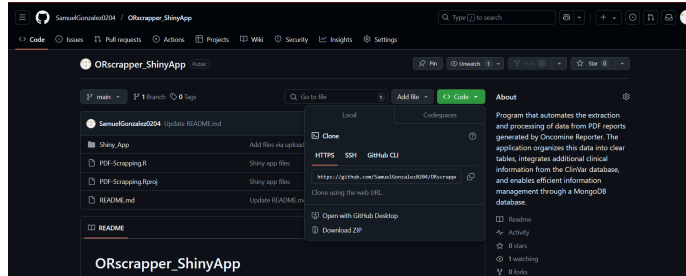 SamuelGonzalez0204 / ORscrapper_ShinyApp
Type / to search
Code Issues Pull requests Actions Projects Wiki Security Insights Settings
ORscrapper_ShinyApp Public
Pin Unwatch 1 Star 0
main 1 Branch 0 Tags Go to file t Add file Code
About
SamuelGonzalez0204 Update README.md
Shiny_App Add files via upload
PDF-Scrapping.R Shiny app files
PDF-Scrapping.Rproj Shiny app files
README.md Update README.m
Local Codespaces
Clone
HTTPS SSH GitHub CLI
https://github.com/SamuelGonzalez0204/ORscrappe
Clone using the web URL.
Open with GitHub Desktop
Download ZIP
README
ORscrapper_ShinyApp
Program that automates the extraction
and processing of data from PDF reports
generated by Oncomine Reporter. The
application organizes this data into clear
tables, integrates additional clinical
information from the ClinVar database,
and enables efficient information
management through a MongoDB
database.
Readme
Activity
0 stars
1 watching
0 forks